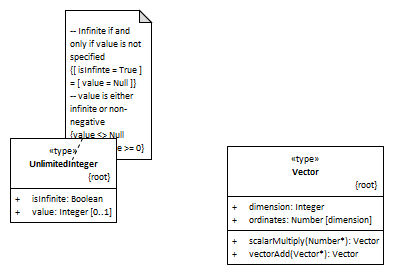 -- Infinite if and
only if value is not
specified
{[ isInfinte = True ]
= [ value = Null ]}
-- value is either
infinite or non-
negative
{value <> Null
>= 0}
«type»
UnlimitedInteger
{root}
+ isInfinite: Boolean
+ value: Integer [0..1]
«type»
Vector
{root}
+ dimension: Integer
+ ordinates: Number [dimension]
+ scalarMultiply(Number*): Vector
+ vectorAdd(Vector*): Vector